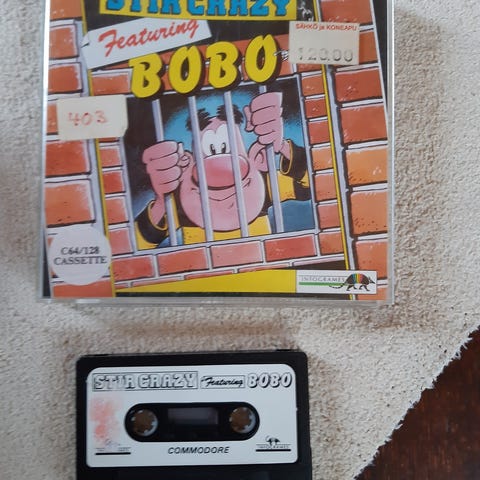 STIR CRAZY
Featuring
BOBO
SÄHKÖ ja KONEAPU
129.00
403
C64/128
CASSETTE
INFOGRAMES
STIR CRAZY Featuring BOBO
COMMODORE
INFOGRAMES